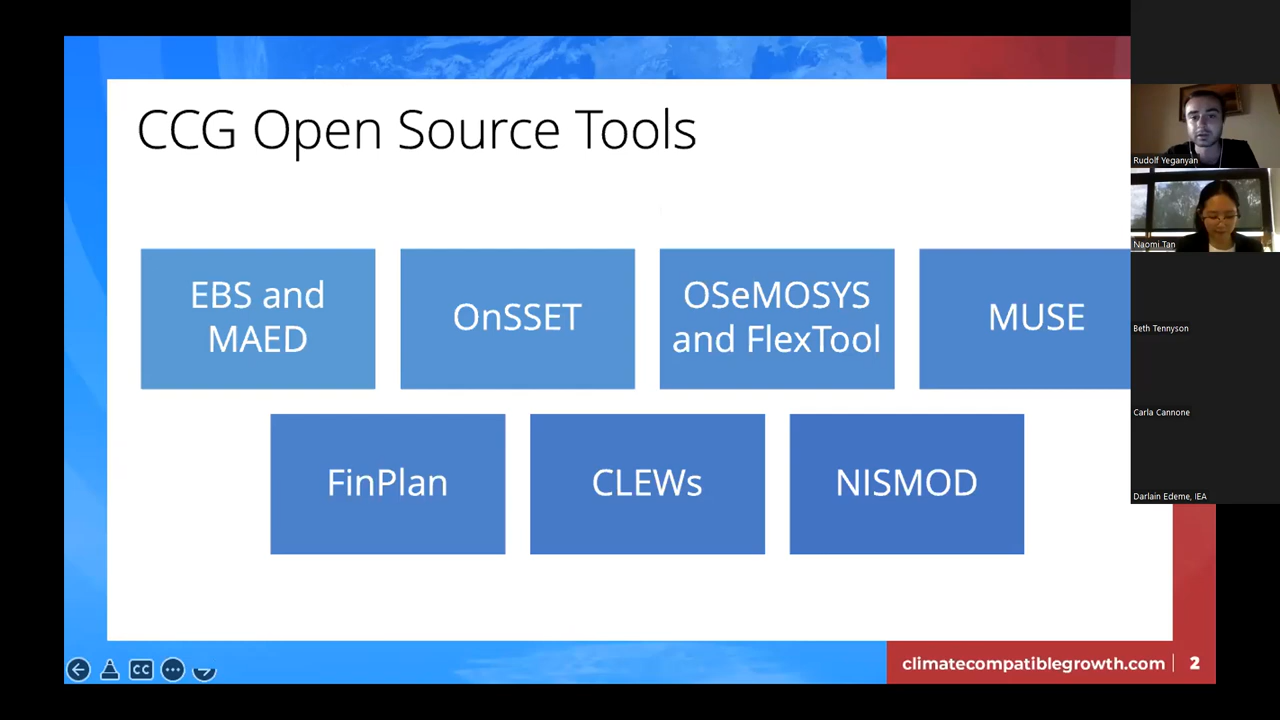 CCG Open Source Tools
EBS and
MAED
OnSSET
OSeMOSYS
and FlexTool
MUSE
FinPlan
CLEWs
NISMOD
Rudolf Yeganyan
Naomi Tan
Beth Tennyson
Carla Cannone
Darlain Edeme, IEA
CC
climatecompatiblegrowth.com | 2